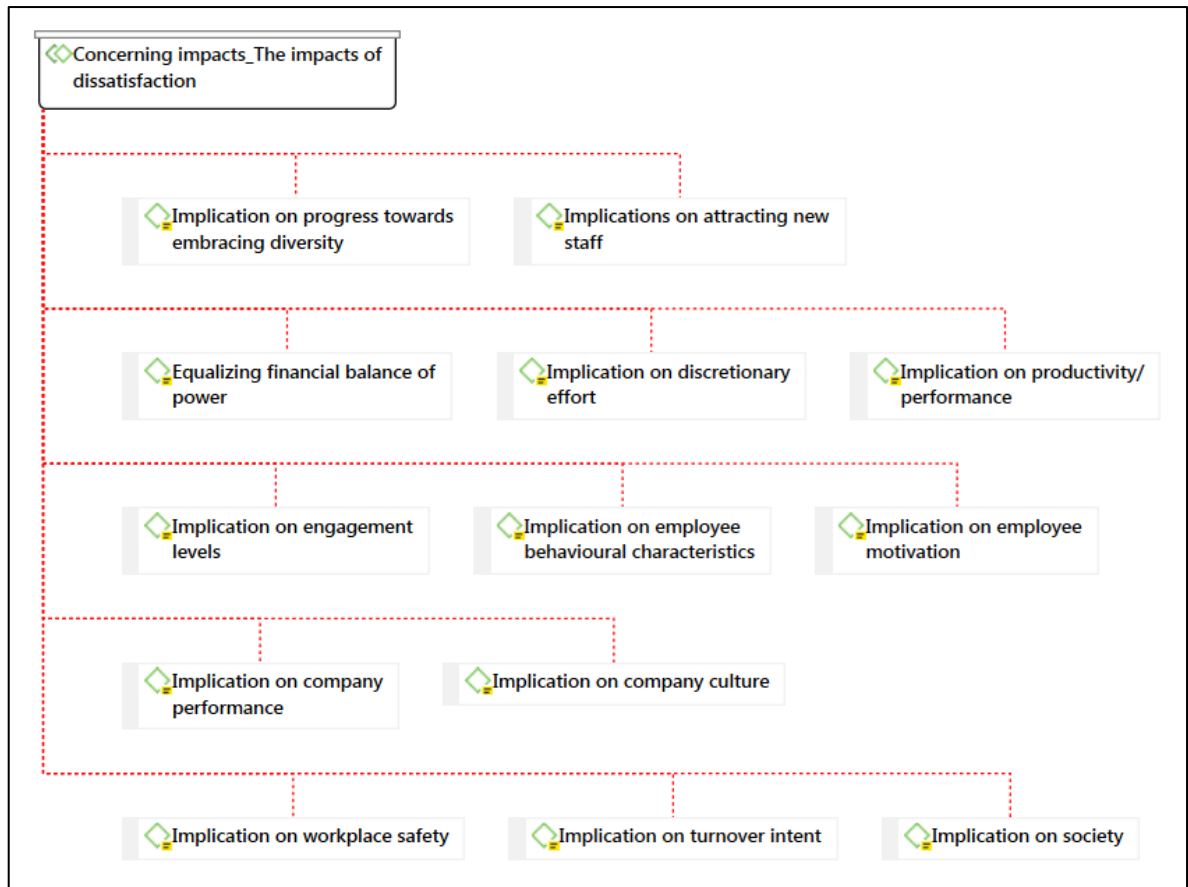 Concerning impacts_The impacts of
dissatisfaction
Implication on progress towards
embracing diversity
Implications on attracting new
staff
Equalizing financial balance of
power
Implication on discretionary
effort
Implication on productivity/
performance
Implication on engagement
levels
Implication on employee
behavioural characteristics
Implication on employee
motivation
Implication on company
performance
Implication on company culture
Implication on workplace safety
Implication on turnover intent
Implication on society